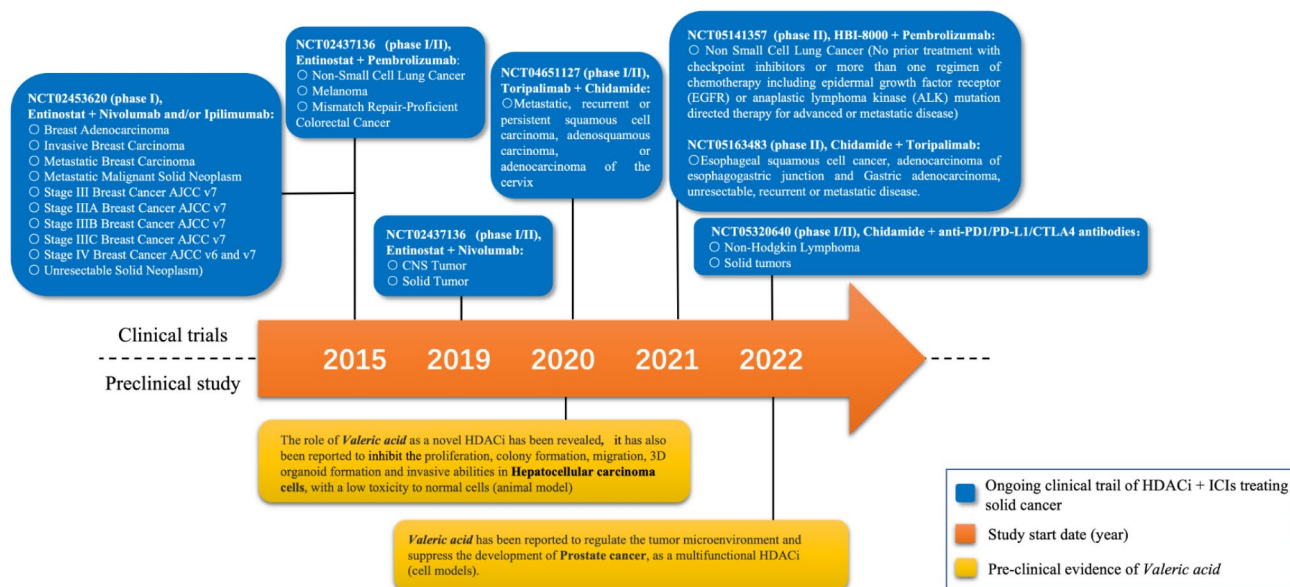 NCT02453620 (phase I),
Entinostat + Nivolumab and/or Ipilimumab:
○ Breast Adenocarcinoma
○ Invasive Breast Carcinoma
○ Metastatic Breast Carcinoma
○ Metastatic Malignant Solid Neoplasm
○ Stage III Breast Cancer AJCC v7
○ Stage IIIA Breast Cancer AJCC v7
○ Stage IIIB Breast Cancer AJCC v7
○ Stage IIIC Breast Cancer AJCC v7
○ Stage IV Breast Cancer AJCC v6 and v7
○ Unresectable Solid Neoplasm)
NCT02437136 (phase I/II),
Entinostat + Pembrolizumab:
○ Non-Small Cell Lung Cancer
○ Melanoma
○ Mismatch Repair-Proficient
Colorectal Cancer
NCT02437136 (phase I/II),
Entinostat + Nivolumab:
○ CNS Tumor
○ Solid Tumor
NCT04651127 (phase I/II),
Toripalimab + Chidamide:
○Metastatic, recurrent or
persistent squamous cell
carcinoma, adenosquamous
carcinoma, or
adenocarcinoma of the
cervix
NCT05141357 (phase II), HBI-8000 + Pembrolizumab:
○ Non Small Cell Lung Cancer (No prior treatment with
checkpoint inhibitors or more than one regimen of
chemotherapy including epidermal growth factor receptor
(EGFR) or anaplastic lymphoma kinase (ALK) mutation
directed therapy for advanced or metastatic disease)
NCT05163483 (phase II), Chidamide + Toripalimab:
○Esophageal squamous cell cancer, adenocarcinoma of
esophagogastric junction and Gastric adenocarcinoma,
unresectable, recurrent or metastatic disease.
NCT05320640 (phase I/II), Chidamide + anti-PD1/PD-L1/CTLA4 antibodies:
○ Non-Hodgkin Lymphoma
○ Solid tumors
Clinical trials
Preclinical study
2015 2019 2020 2021 2022
The role of Valeric acid as a novel HDACi has been revealed, it has also
been reported to inhibit the proliferation, colony formation, migration, 3D
organoid formation and invasive abilities in Hepatocellular carcinoma
cells, with a low toxicity to normal cells (animal model)
Valeric acid has been reported to regulate the tumor microenvironment and
suppress the development of Prostate cancer, as a multifunctional HDACi
(cell models).
Ongoing clinical trail of HDACi + ICIs treating
solid cancer
Study start date (year)
Pre-clinical evidence of Valeric acid